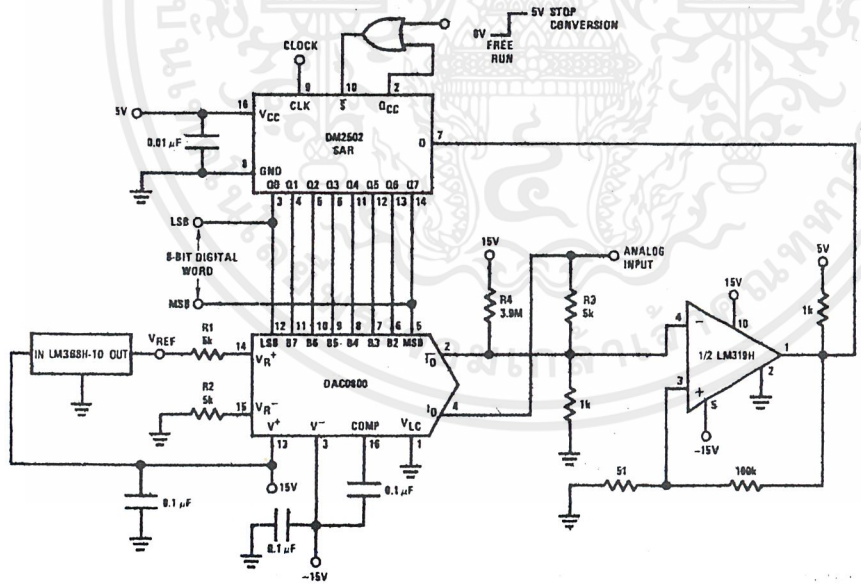 5V STOP
CONVERSION
0V
FREE
RUN
CLOCK
9
10
2
CLK
S̅
QCC
5V
16
VCC
0.01 µF
DM2502
SAR
D
7
8
GND
Q0 Q1 Q2 Q3 Q4 Q5 Q6 Q7
3 4 5 6 11 12 13 14
LSB
8-BIT DIGITAL
WORD
MSB
15V
ANALOG
INPUT
R4
3.9M
R3
5k
5V
1k
15V
10
4
−
1/2 LM319H
1
2
3
+
5
-15V
12 11 10 9 8 7 6 5
LSB B7 B6 B5 B4 B3 B2 MSB
IN LM368H-10 OUT
VREF
R1
5k
14
VR+
I̅O̅
2
DAC0800
IO
4
R2
5k
15
VR−
V+
V−
COMP
VLC
13
3
16
1
1k
51
100k
0.1 µF
15V
0.1 µF
0.1 µF
-15V